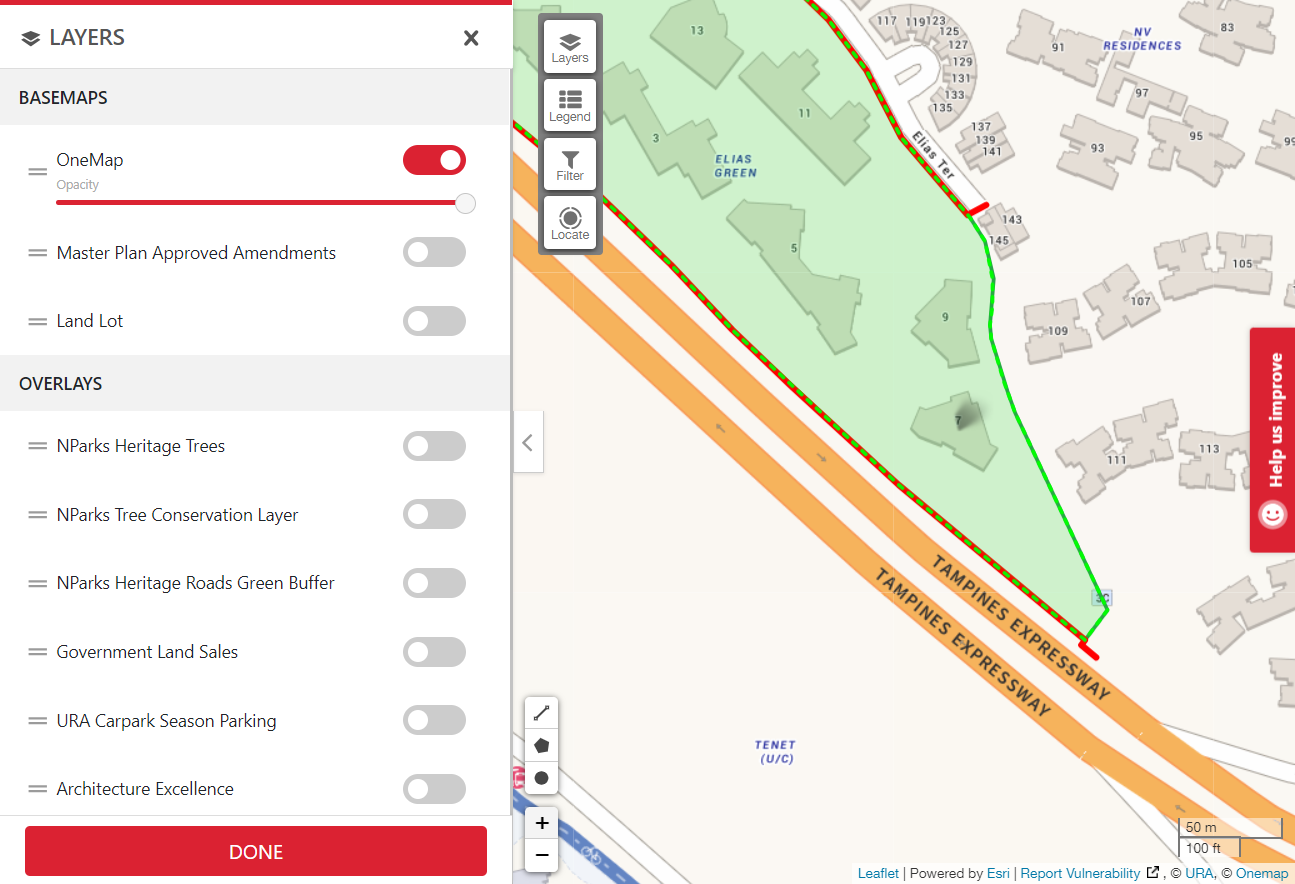 LAYERS
BASEMAPS
OneMap
Opacity
Master Plan Approved Amendments
Land Lot
OVERLAYS
NParks Heritage Trees
NParks Tree Conservation Layer
NParks Heritage Roads Green Buffer
Government Land Sales
URA Carpark Season Parking
Architecture Excellence
DONE
Layers
Legend
Filter
Locate
13
3
11
ELIAS
GREEN
5
9
7
117
119
123
125
127
129
131
133
135
137
139
141
143
145
Elias Ter
91
NV
RESIDENCES
83
97
95
93
99
105
107
109
111
113
3C
TAMPINES EXPRESSWAY
TAMPINES EXPRESSWAY
TENET
(U/C)
Help us improve
+
−
50 m
100 ft
Leaflet | Powered by Esri | Report Vulnerability , © URA, © Onemap